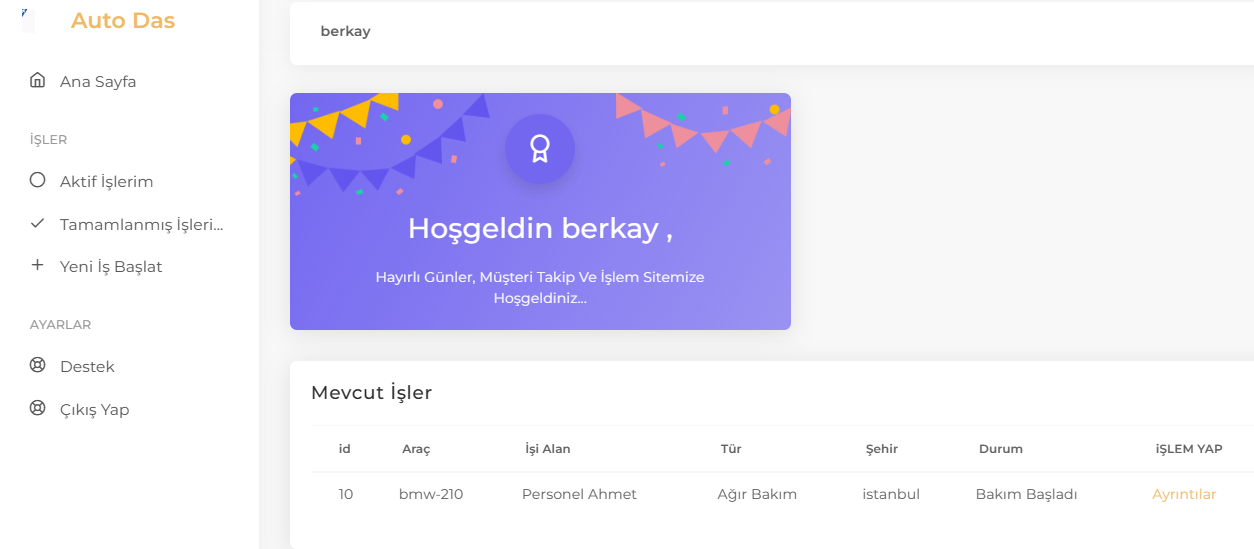 Auto Das
berkay
Ana Sayfa
İŞLER
Aktif İşlerim
Tamamlanmış İşleri...
Yeni İş Başlat
AYARLAR
Destek
Çıkış Yap
Hoşgeldin berkay ,
Hayırlı Günler, Müşteri Takip Ve İşlem Sitemize
Hoşgeldiniz...
Mevcut İşler
id Araç İşi Alan Tür Şehir Durum iŞLEM YAP
10 bmw-210 Personel Ahmet Ağır Bakım istanbul Bakım Başladı Ayrıntılar